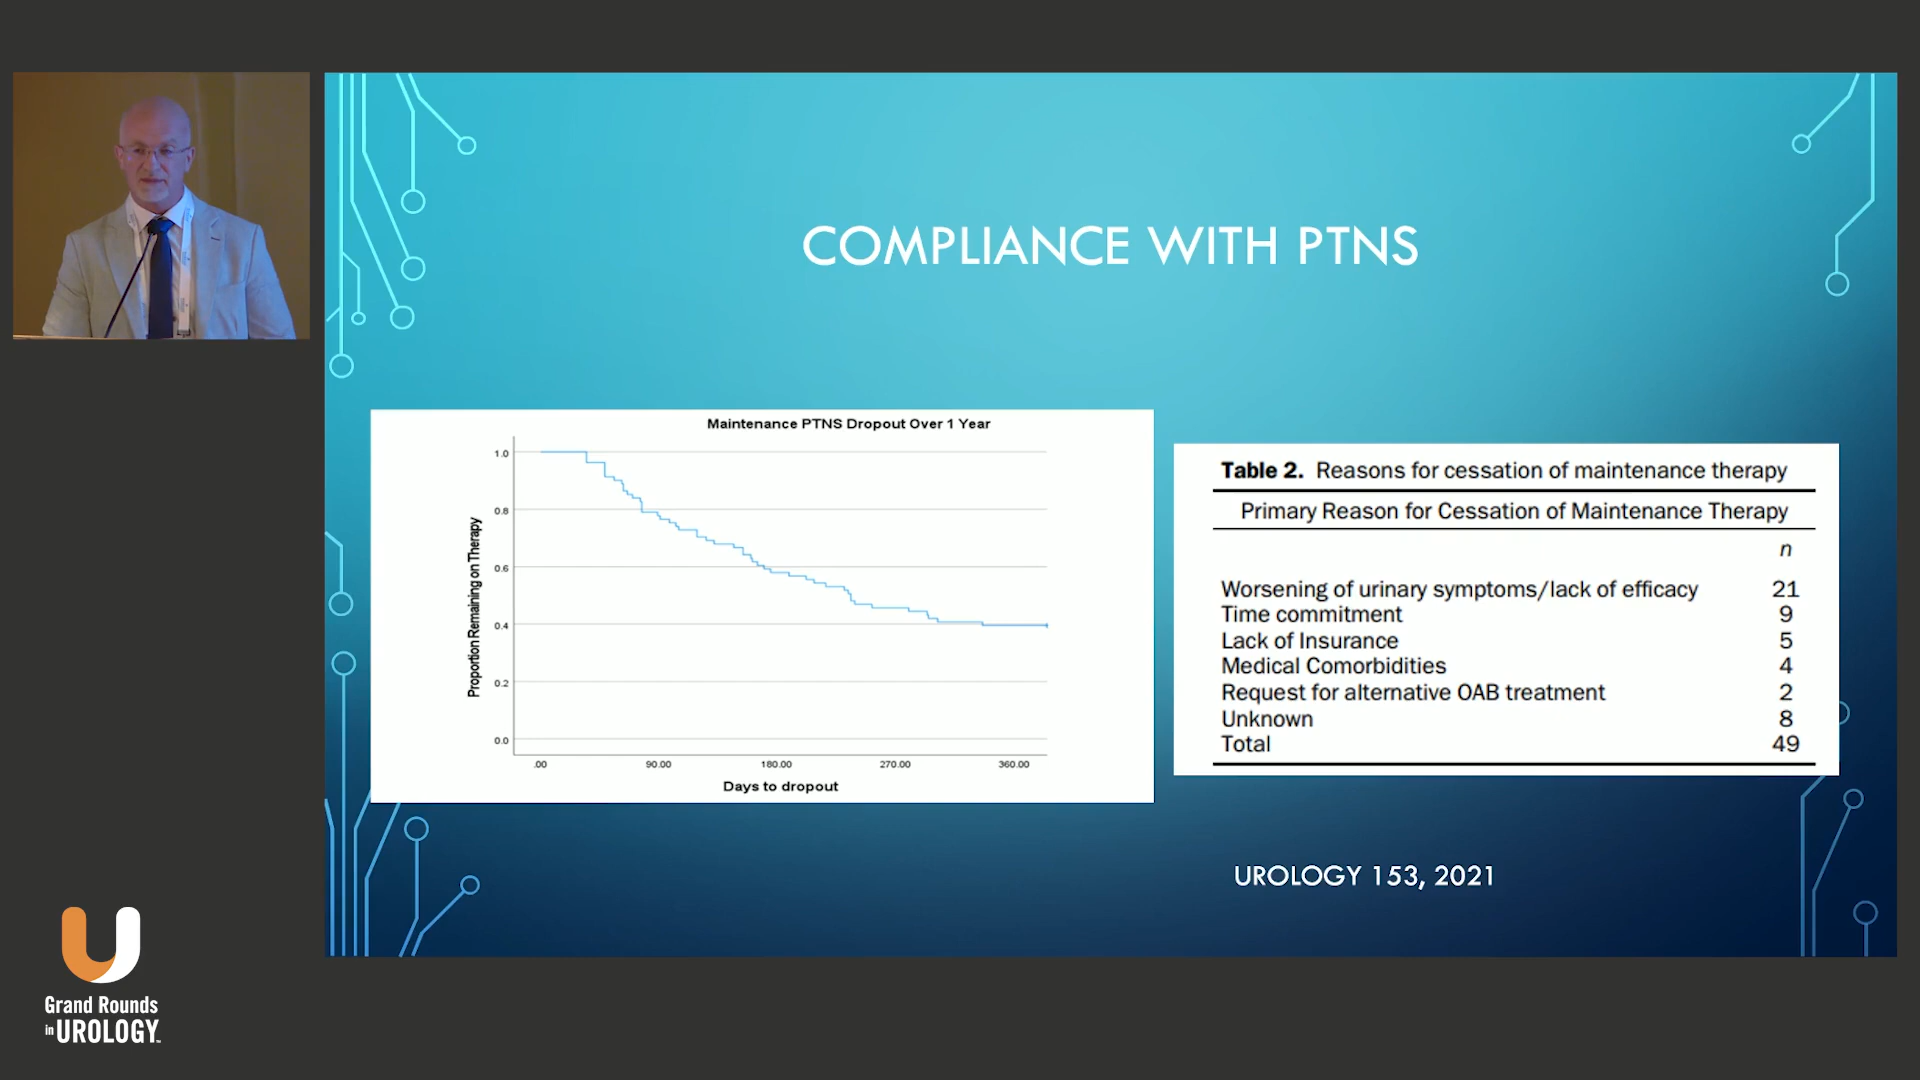 COMPLIANCE WITH PTNS
Maintenance PTNS Dropout Over 1 Year
Proportion Remaining on Therapy
1.0
0.8
0.6
0.4
0.2
0.0
.00 90.00 180.00 270.00 360.00
Days to dropout
Table 2. Reasons for cessation of maintenance therapy
Primary Reason for Cessation of Maintenance Therapy
n
Worsening of urinary symptoms/lack of efficacy 21
Time commitment 9
Lack of Insurance 5
Medical Comorbidities 4
Request for alternative OAB treatment 2
Unknown 8
Total 49
UROLOGY 153, 2021
U
Grand Rounds
in UROLOGY™